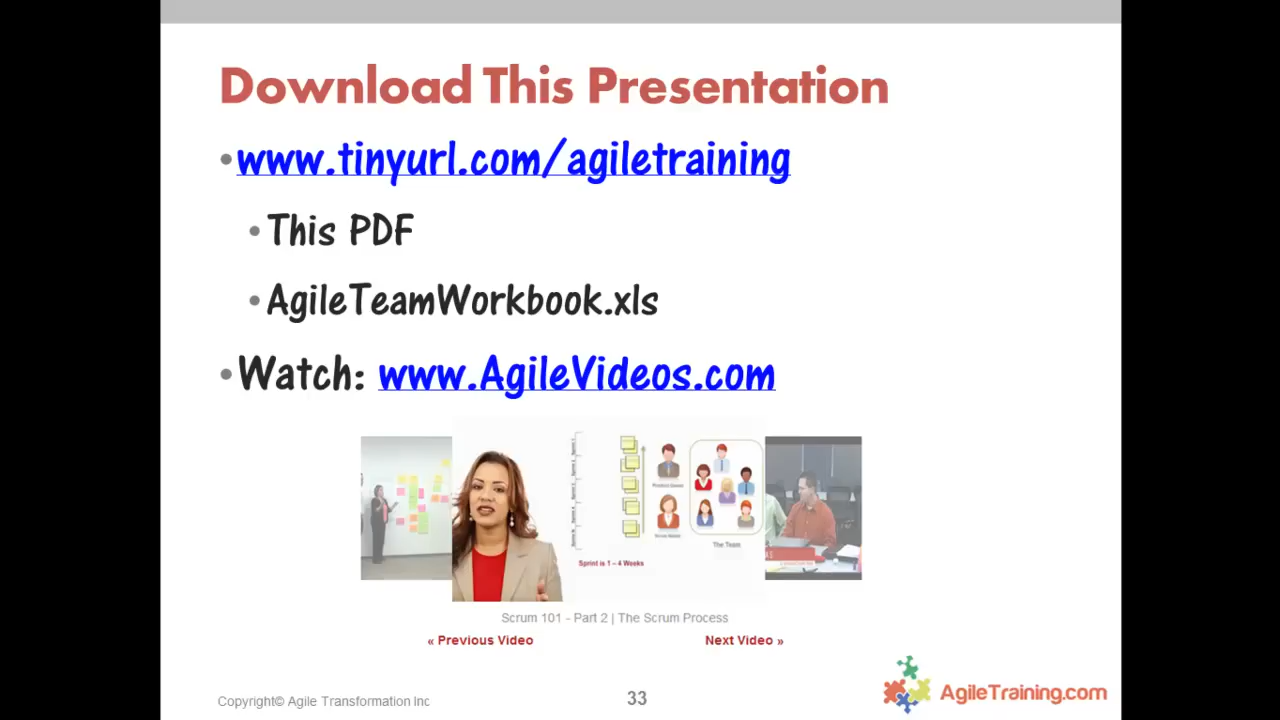 Download This Presentation
•www.tinyurl.com/agiletraining
•This PDF
•AgileTeamWorkbook.xls
•Watch: www.AgileVideos.com
Product Owner
The Team
Sprint is 1 – 4 Weeks
Scrum 101 - Part 2 | The Scrum Process
« Previous Video
Next Video »
Copyright© Agile Transformation Inc
33
AgileTraining.com